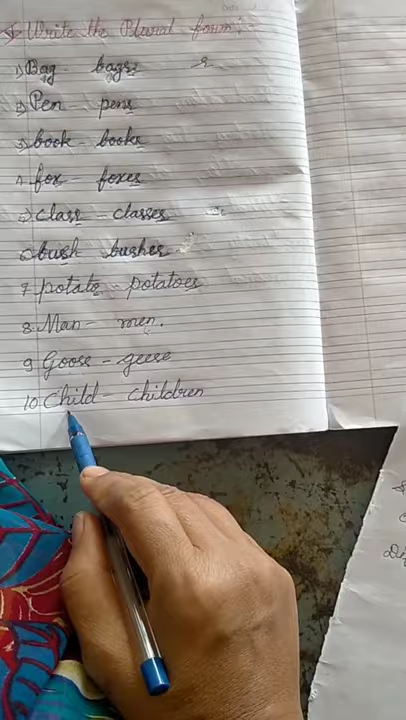 Write the Plural form:
1) Bag - bags s
2) Pen - pens
3) book - books
4 fox - foxes
5) class - classes
6) bush bushes
7. potato - potatoes
8. Man - men.
9 Goose - geese
10. Child - children